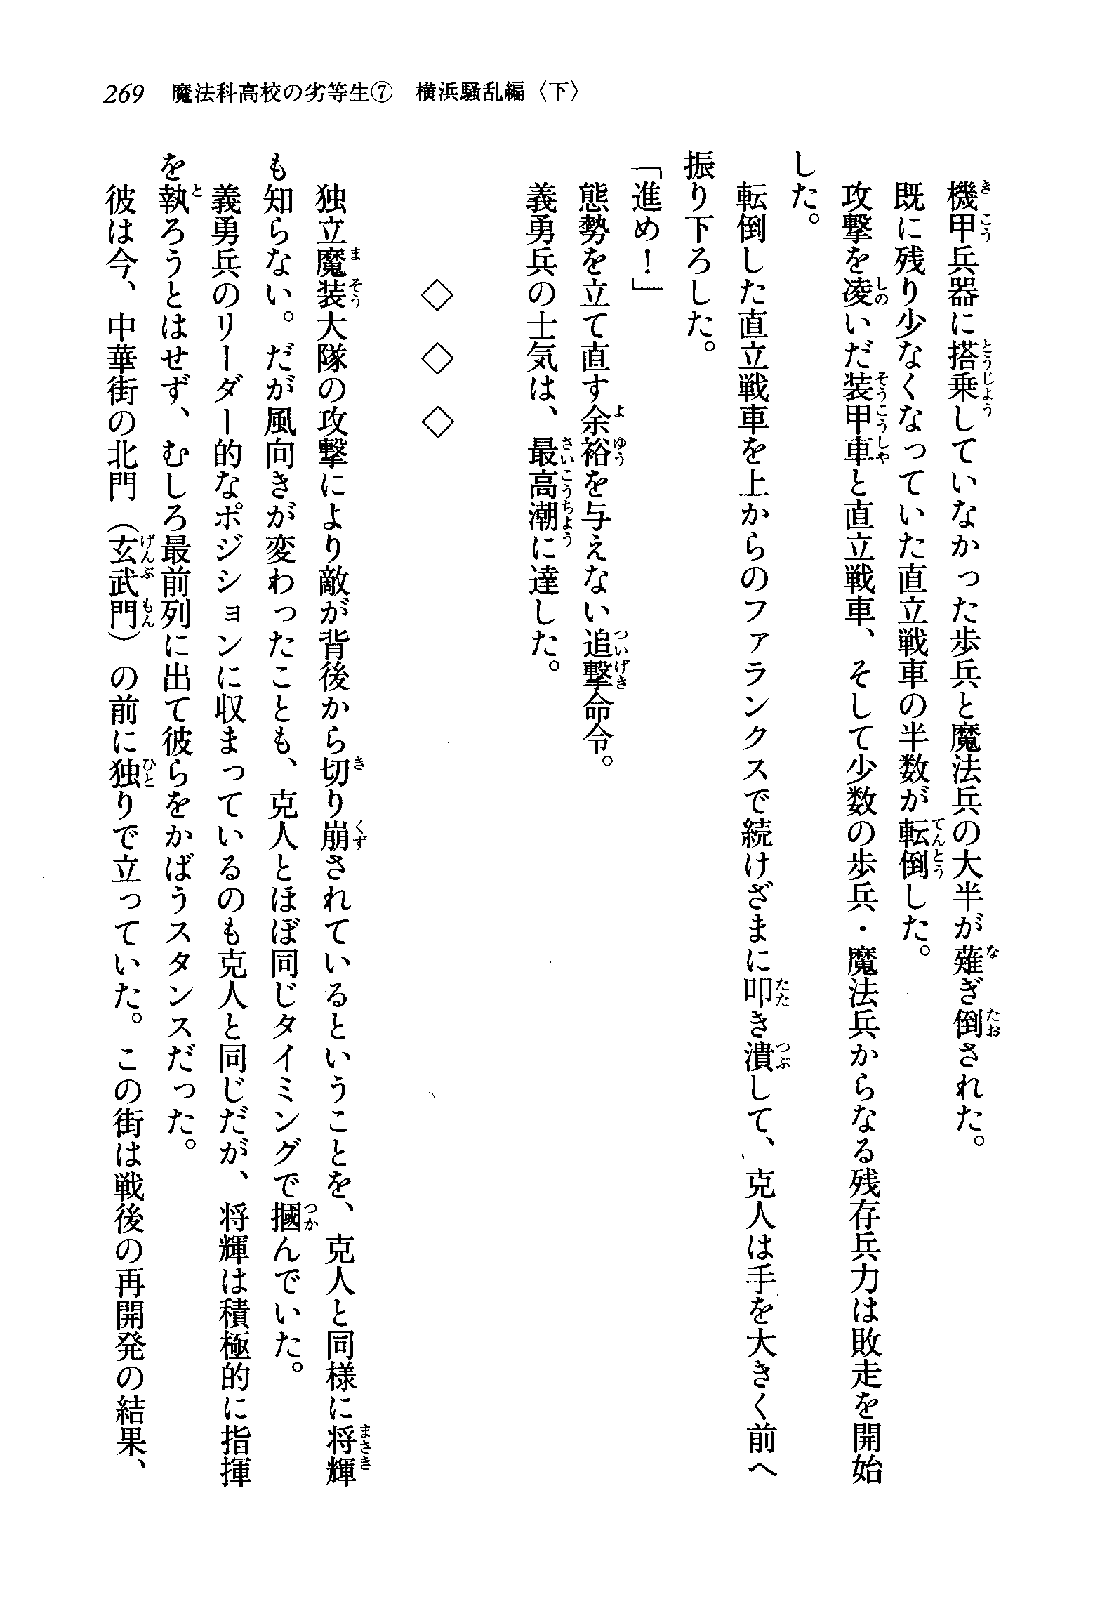 269 魔法科高校の劣等生⑦ 横浜騒乱編〈下〉
機甲兵器に搭乗していなかった歩兵と魔法兵の大半が薙ぎ倒された。
既に残り少なくなっていた直立戦車の半数が転倒した。
攻撃を凌いだ装甲車と直立戦車、そして少数の歩兵・魔法兵からなる残存兵力は敗走を開始
した。
転倒した直立戦車を上からのファランクスで続けざまに叩き潰して、克人は手を大きく前へ
振り下ろした。
「進め！」
態勢を立て直す余裕を与えない追撃命令。
義勇兵の士気は、最高潮に達した。
◇ ◇ ◇
独立魔装大隊の攻撃により敵が背後から切り崩されているということを、克人と同様に将輝
も知らない。だが風向きが変わったことも、克人とほぼ同じタイミングで摑んでいた。
義勇兵のリーダー的なポジションに収まっているのも克人と同じだが、将輝は積極的に指揮
を執ろうとはせず、むしろ最前列に出て彼らをかばうスタンスだった。
彼は今、中華街の北門（玄武門）の前に独りで立っていた。この街は戦後の再開発の結果、